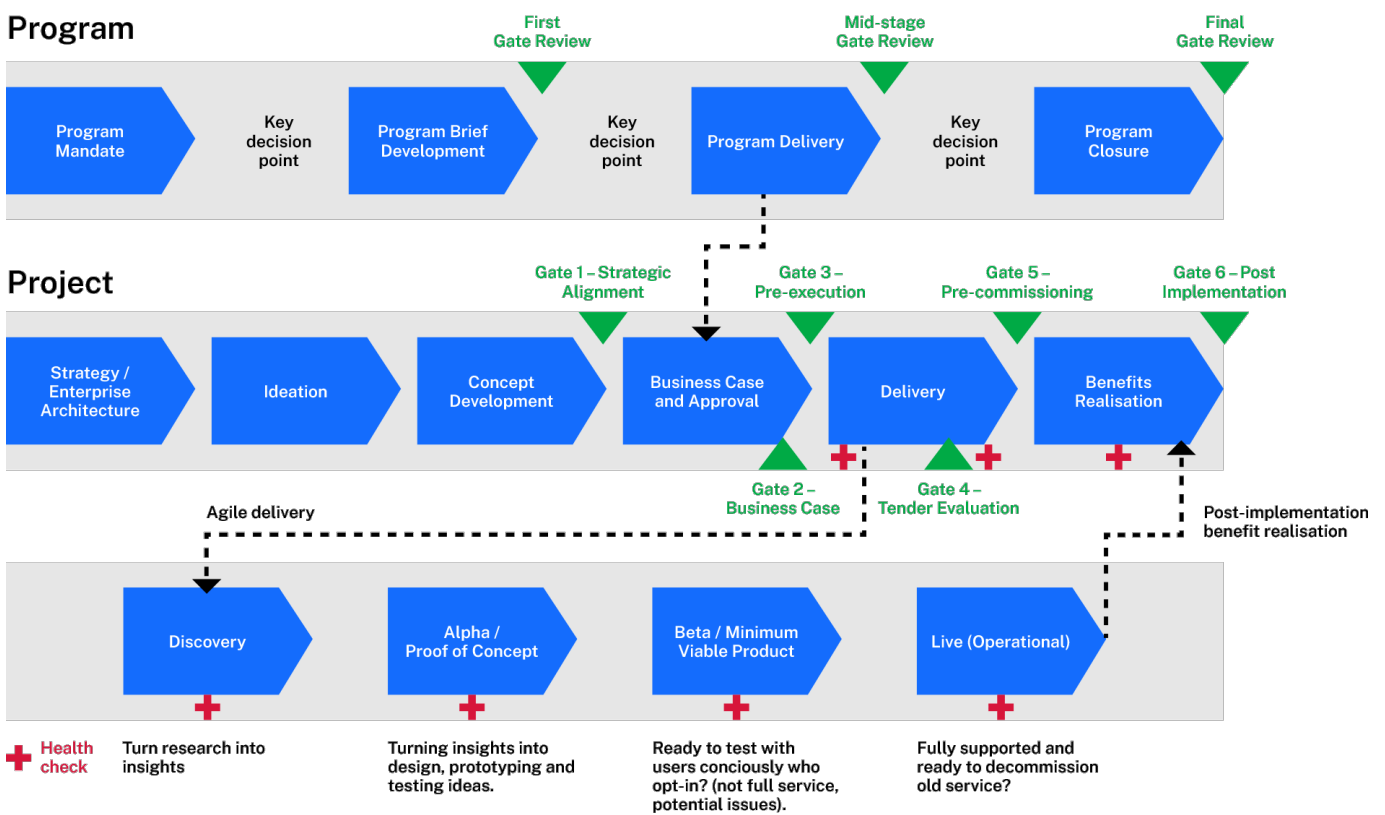 Program
First
Gate Review
Mid-stage
Gate Review
Final
Gate Review
Program
Mandate
Key
decision
point
Program Brief
Development
Key
decision
point
Program Delivery
Key
decision
point
Program
Closure
Project
Gate 1 – Strategic
Alignment
Gate 3 –
Pre-execution
Gate 5 –
Pre-commissioning
Gate 6 – Post
Implementation
Strategy /
Enterprise
Architecture
Ideation
Concept
Development
Business Case
and Approval
Delivery
Benefits
Realisation
Gate 2 –
Business Case
Gate 4 –
Tender Evaluation
Agile delivery
Post-implementation
benefit realisation
Discovery
Alpha /
Proof of Concept
Beta / Minimum
Viable Product
Live (Operational)
Health
check
Turn research into
insights
Turning insights into
design, prototyping and
testing ideas.
Ready to test with
users conciously who
opt-in? (not full service,
potential issues).
Fully supported and
ready to decommission
old service?